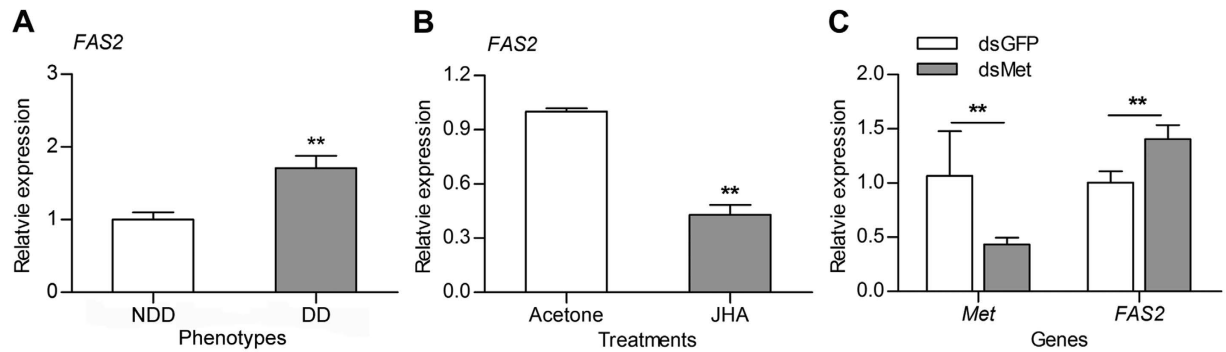 A
FAS2
Relatvie expression
3
2
1
0
**
NDD
DD
Phenotypes
B
FAS2
Relatvie expression
1.2
0.9
0.6
0.3
0.0
**
Acetone
JHA
Treatments
C
dsGFP
dsMet
Relatvie expression
2.0
1.5
1.0
0.5
0.0
**
**
Met
FAS2
Genes